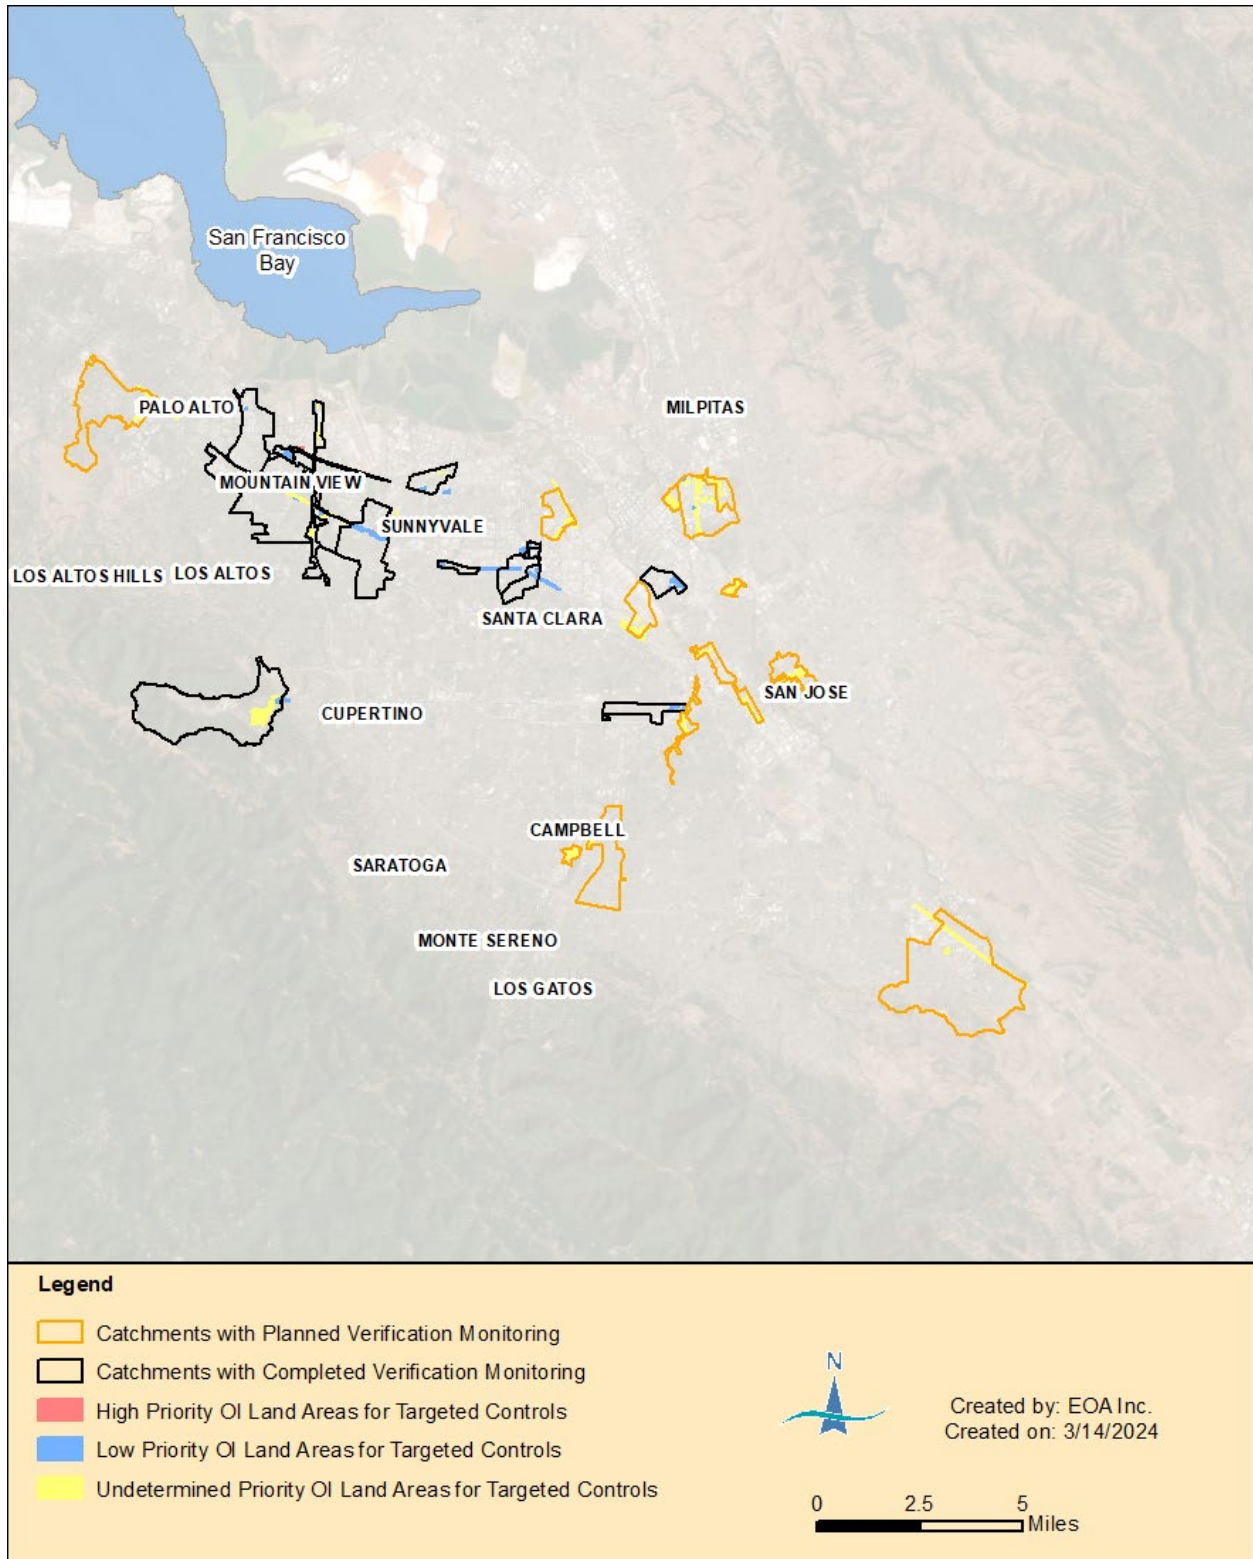 San Francisco
Bay
PALO ALTO
MILPITAS
MOUNTAIN VIEW
SUNNYVALE
LOS ALTOS HILLS
LOS ALTOS
SANTA CLARA
SAN JOSE
CUPERTINO
CAMPBELL
SARATOGA
MONTE SERENO
LOS GATOS
Legend
Catchments with Planned Verification Monitoring
Catchments with Completed Verification Monitoring
High Priority OI Land Areas for Targeted Controls
Low Priority OI Land Areas for Targeted Controls
Undetermined Priority OI Land Areas for Targeted Controls
N
Created by: EOA Inc.
Created on: 3/14/2024
0 2.5 5
Miles